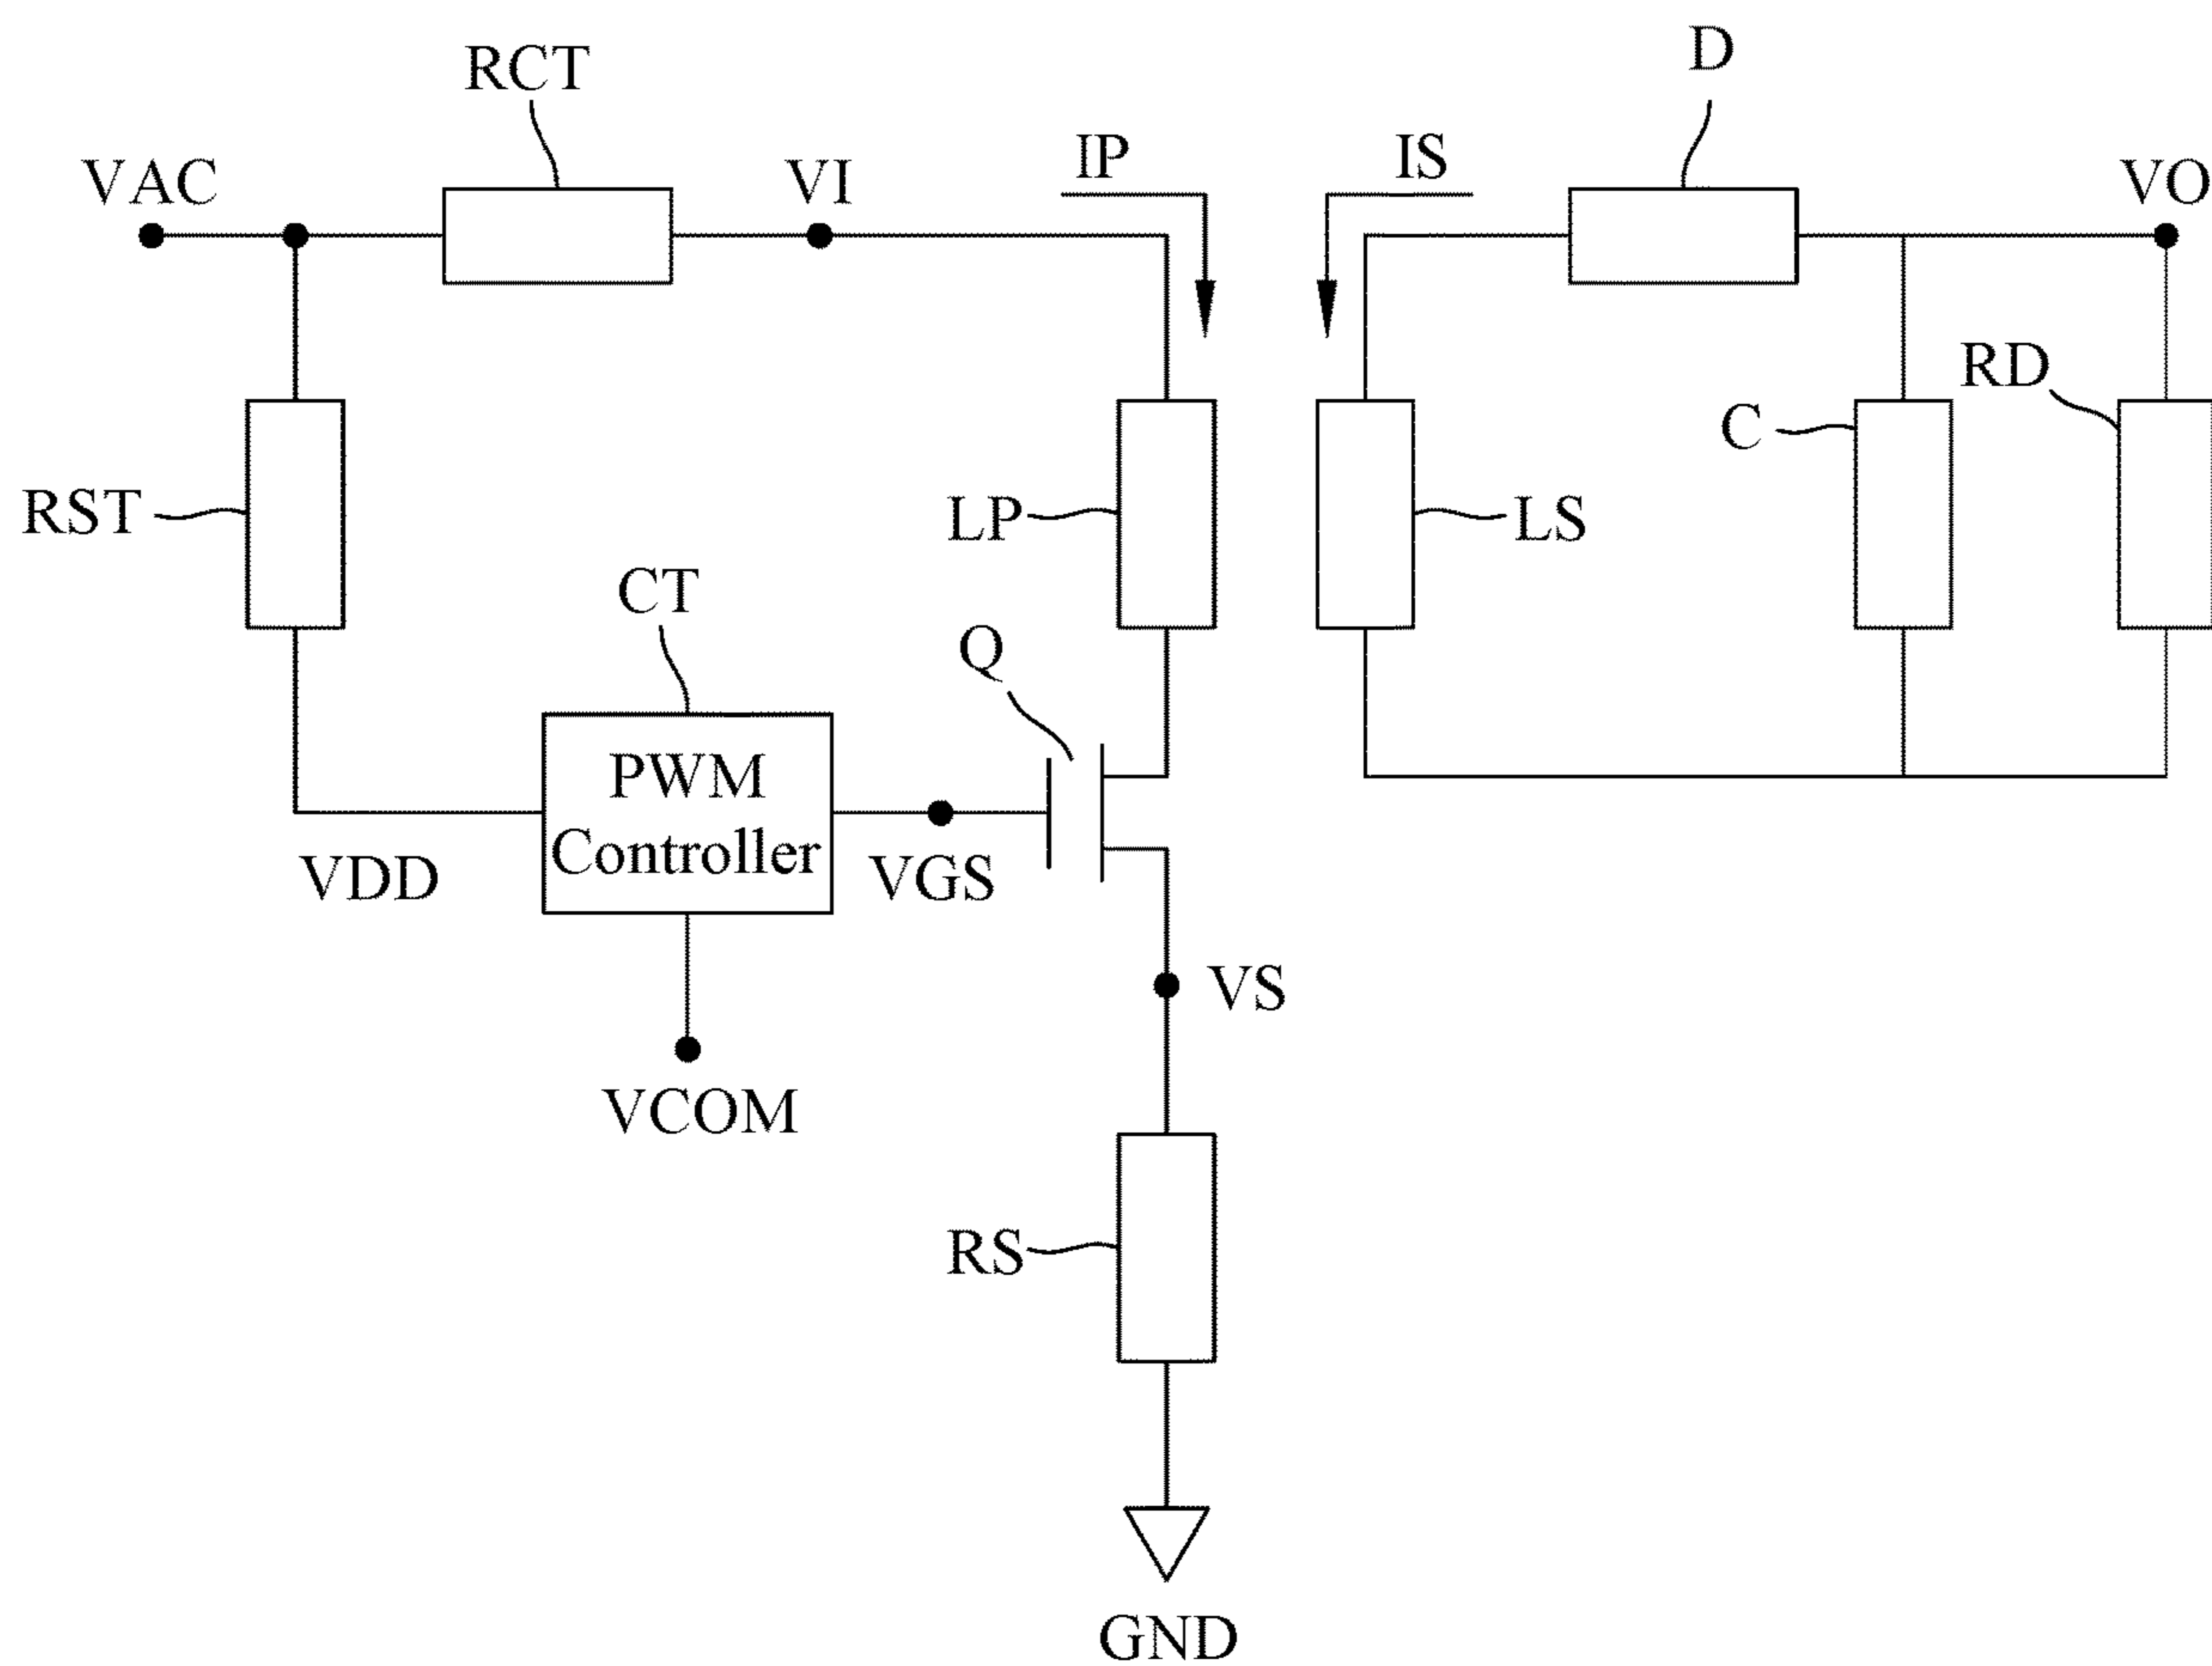 D
RCT
IP
IS
VAC
VI
VO
RD
C
RST
LP
LS
CT
Q
PWM
Controller
VDD
VGS
VS
VCOM
RS
GND